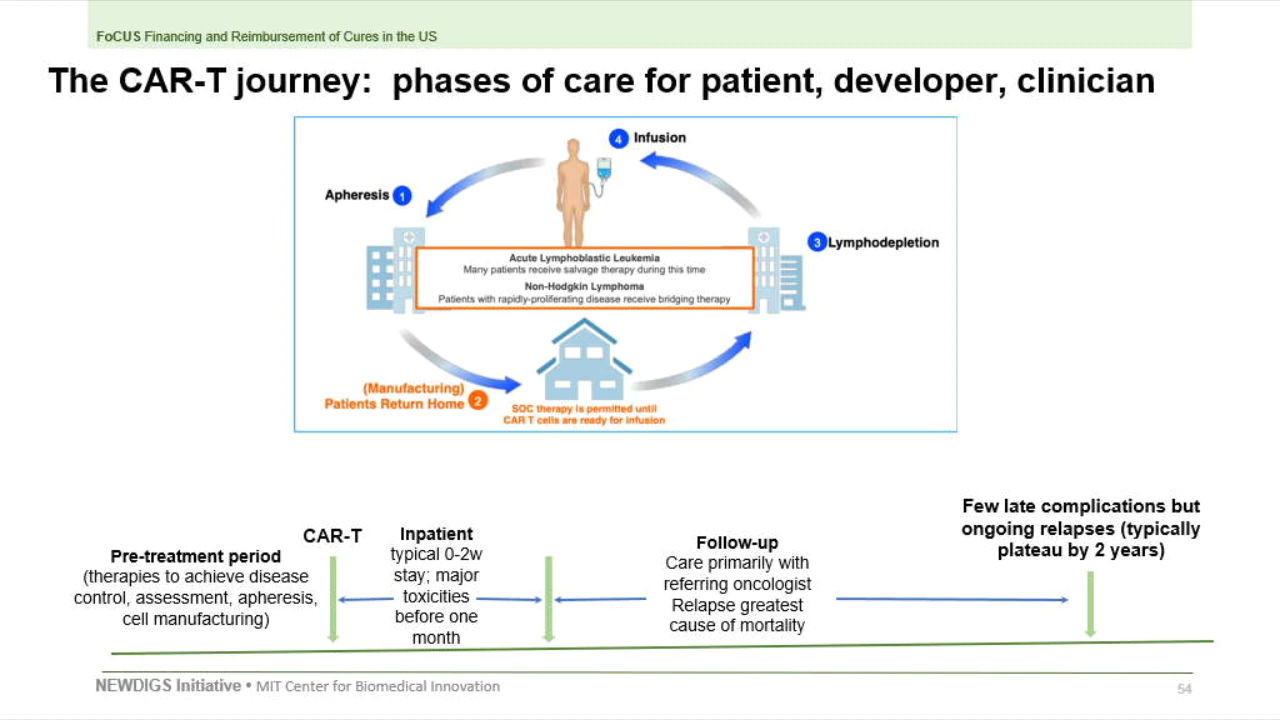 FoCUS Financing and Reimbursement of Cures in the US
The CAR-T journey: phases of care for patient, developer, clinician
4 Infusion
Apheresis 1
3 Lymphodepletion
Acute Lymphoblastic Leukemia
Many patients receive salvage therapy during this time
Non-Hodgkin Lymphoma
Patients with rapidly-proliferating disease receive bridging therapy
(Manufacturing)
Patients Return Home 2
SOC therapy is permitted until
CAR T cells are ready for infusion
Pre-treatment period
(therapies to achieve disease
control, assessment, apheresis,
cell manufacturing)
CAR-T
Inpatient
typical 0-2w
stay; major
toxicities
before one
month
Follow-up
Care primarily with
referring oncologist
Relapse greatest
cause of mortality
Few late complications but
ongoing relapses (typically
plateau by 2 years)
NEWDIGS Initiative • MIT Center for Biomedical Innovation
54